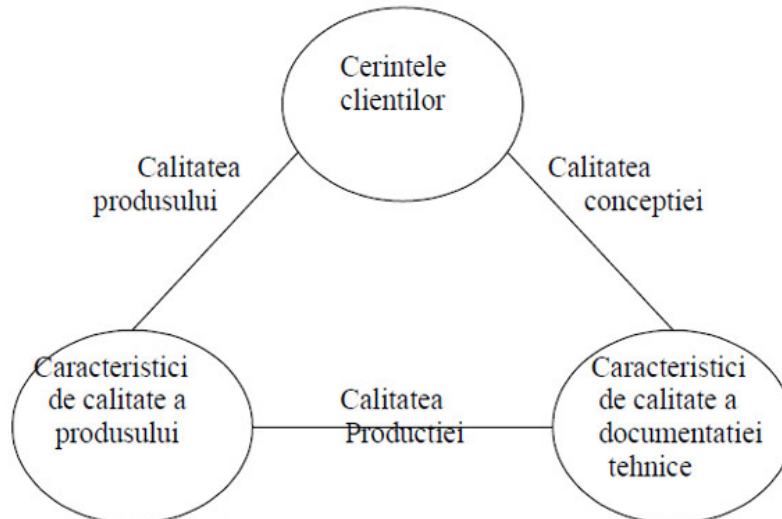 Cerintele
clientilor
Calitatea
produsului
Calitatea
conceptiei
Caracteristici
de calitate a
produsului
Calitatea
Productiei
Caracteristici
de calitate a
documentatiei
tehnice